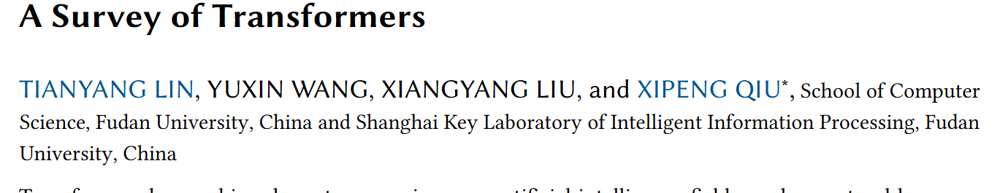 A Survey of Transformers
TIANYANG LIN, YUXIN WANG, XIANGYANG LIU, and XIPENG QIU*, School of Computer
Science, Fudan University, China and Shanghai Key Laboratory of Intelligent Information Processing, Fudan
University, China